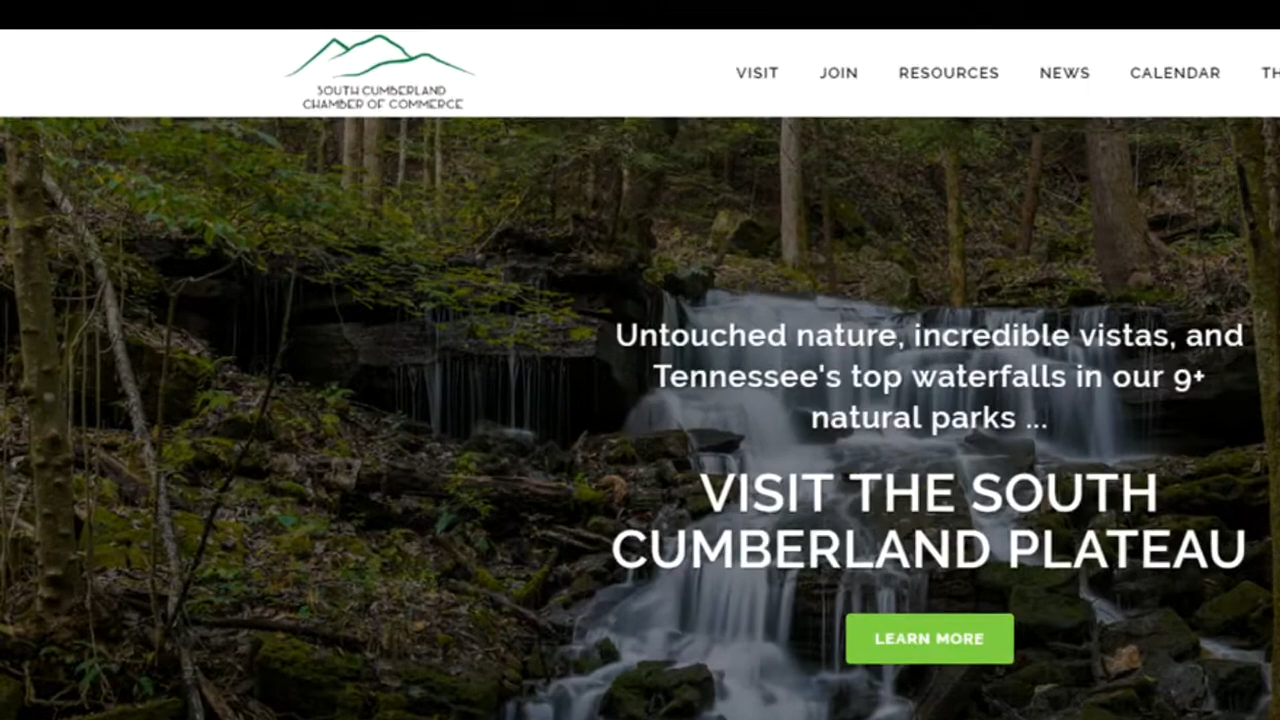 SOUTH CUMBERLAND
CHAMBER OF COMMERCE
VISIT JOIN RESOURCES NEWS CALENDAR TH
Untouched nature, incredible vistas, and
Tennessee's top waterfalls in our 9+
natural parks ...
VISIT THE SOUTH
CUMBERLAND PLATEAU
LEARN MORE